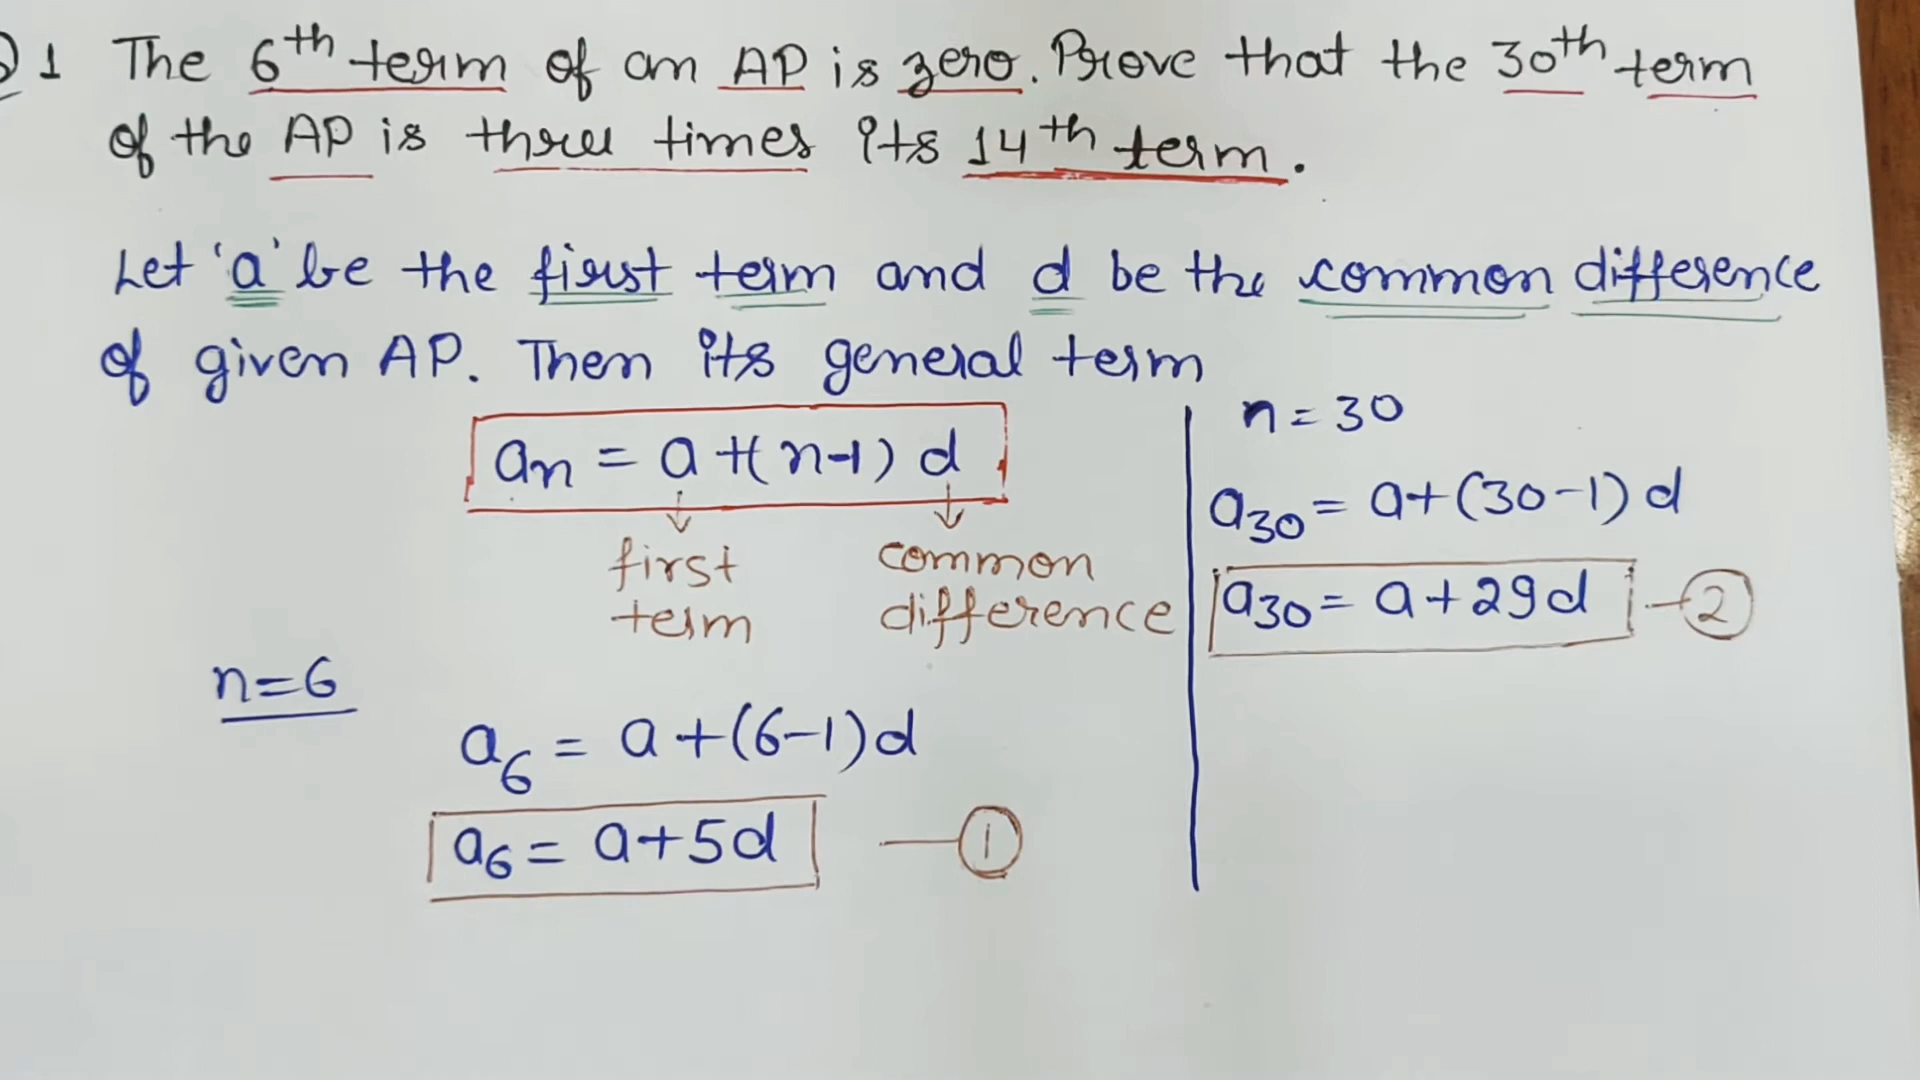 1 The 6th term of an AP is zero. Prove that the 30th term
of the AP is three times its 14th term.
Let 'a' be the first term and d be the common difference
of given AP. Then its general term
an = a+(n-1) d
first term
common difference
n=6
a6 = a+(6-1)d
a6 = a+5d —①
n = 30
a30 = a+(30-1) d
a30 = a+29d —②